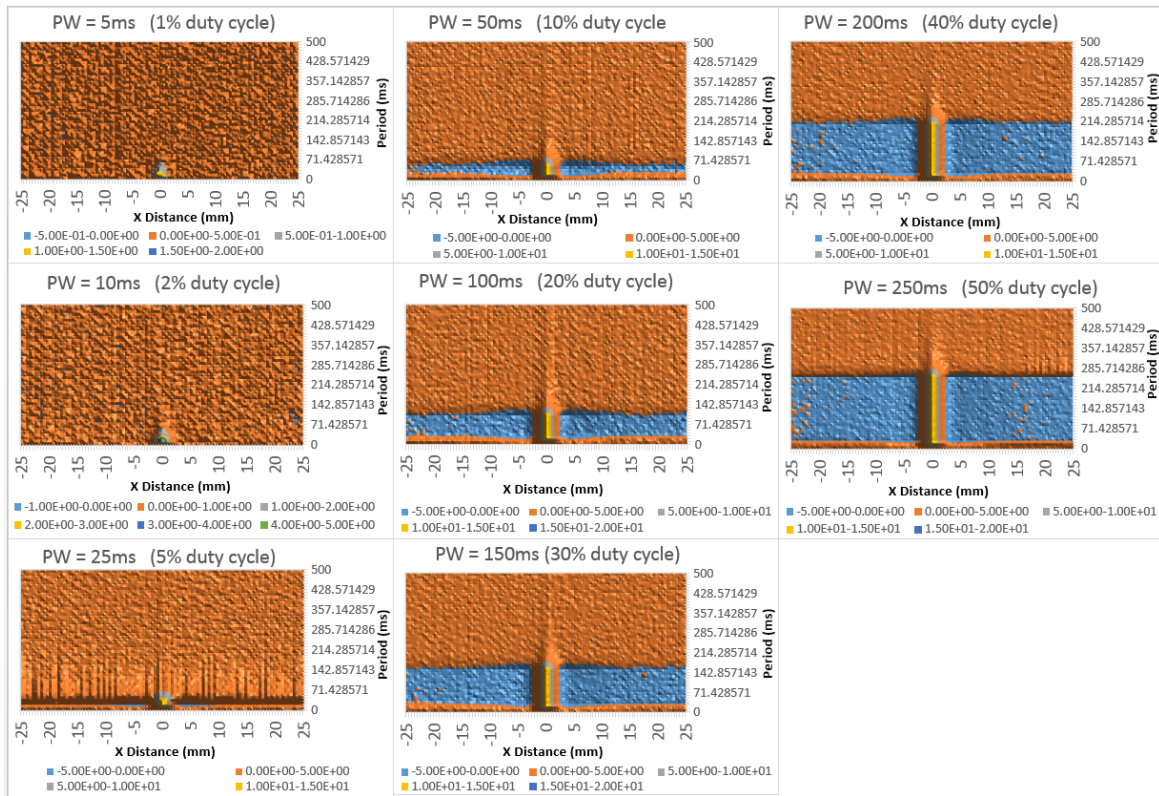 PW = 5ms (1% duty cycle)
500
428.571429
357.142857
285.714286
214.285714
142.857143
71.428571
0
Period (ms)
-25 -20 -15 -10 -5 0 5 10 15 20 25
X Distance (mm)
-5.00E-01-0.00E+00 0.00E+00-5.00E-01 5.00E-01-1.00E+00
1.00E+00-1.50E+00 1.50E+00-2.00E+00
PW = 50ms (10% duty cycle)
500
428.571429
357.142857
285.714286
214.285714
142.857143
71.428571
0
Period (ms)
-25 -20 -15 -10 -5 0 5 10 15 20 25
X Distance (mm)
-5.00E+00-0.00E+00 0.00E+00-5.00E+00
5.00E+00-1.00E+01 1.00E+01-1.50E+01
PW = 200ms (40% duty cycle)
500
428.571429
357.142857
285.714286
214.285714
142.857143
71.428571
0
Period (ms)
-25 -20 -15 -10 -5 0 5 10 15 20 25
X Distance (mm)
-5.00E+00-0.00E+00 0.00E+00-5.00E+00
5.00E+00-1.00E+01 1.00E+01-1.50E+01
PW = 10ms (2% duty cycle)
500
428.571429
357.142857
285.714286
214.285714
142.857143
71.428571
0
Period (ms)
-25 -20 -15 -10 -5 0 5 10 15 20 25
X Distance (mm)
-1.00E+00-0.00E+00 0.00E+00-1.00E+00 1.00E+00-2.00E+00
2.00E+00-3.00E+00 3.00E+00-4.00E+00 4.00E+00-5.00E+00
PW = 100ms (20% duty cycle)
500
428.571429
357.142857
285.714286
214.285714
142.857143
71.428571
0
Period (ms)
-25 -20 -15 -10 -5 0 5 10 15 20 25
X Distance (mm)
-5.00E+00-0.00E+00 0.00E+00-5.00E+00 5.00E+00-1.00E+01
1.00E+01-1.50E+01 1.50E+01-2.00E+01
PW = 250ms (50% duty cycle)
500
428.571429
357.142857
285.714286
214.285714
142.857143
71.428571
0
Period (ms)
-25 -20 -15 -10 -5 0 5 10 15 20 25
X Distance (mm)
-5.00E+00-0.00E+00 0.00E+00-5.00E+00 5.00E+00-1.00E+01
1.00E+01-1.50E+01 1.50E+01-2.00E+01
PW = 25ms (5% duty cycle)
500
428.571429
357.142857
285.714286
214.285714
142.857143
71.428571
0
Period (ms)
-25 -20 -15 -10 -5 0 5 10 15 20 25
X Distance (mm)
-5.00E+00-0.00E+00 0.00E+00-5.00E+00
5.00E+00-1.00E+01 1.00E+01-1.50E+01
PW = 150ms (30% duty cycle)
500
428.571429
357.142857
285.714286
214.285714
142.857143
71.428571
0
Period (ms)
-25 -20 -15 -10 -5 0 5 10 15 20 25
X Distance (mm)
-5.00E+00-0.00E+00 0.00E+00-5.00E+00 5.00E+00-1.00E+01
1.00E+01-1.50E+01 1.50E+01-2.00E+01